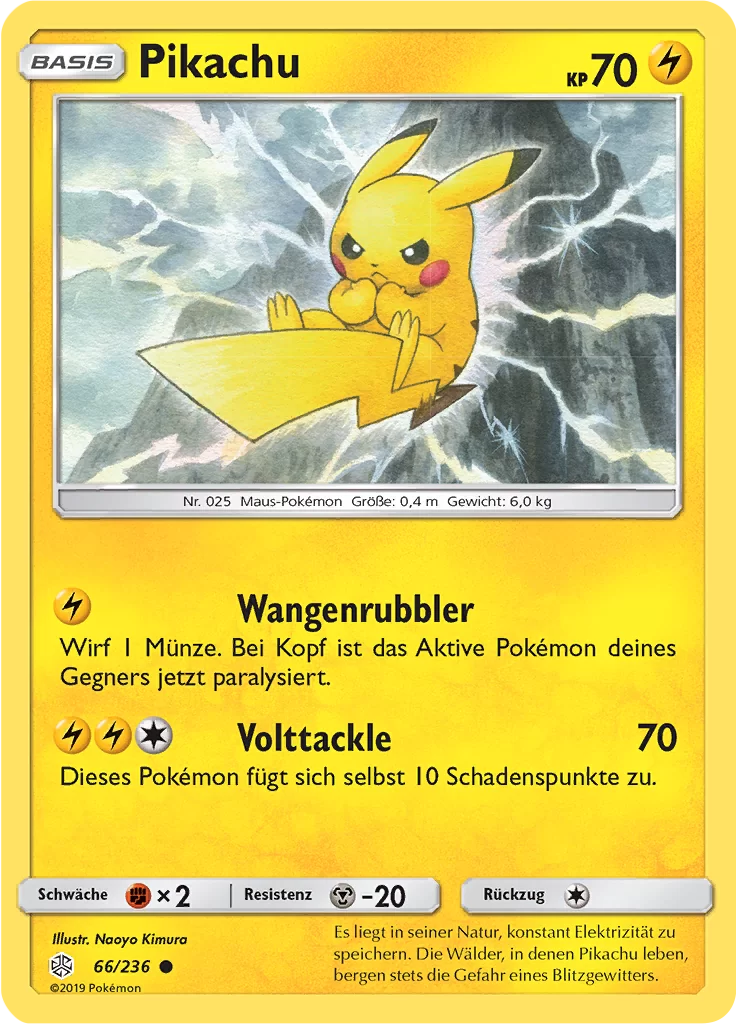 BASIS Pikachu KP70
Nr. 025 Maus-Pokémon Größe: 0,4 m Gewicht: 6,0 kg
Wangenrubbler
Wirf 1 Münze. Bei Kopf ist das Aktive Pokémon deines
Gegners jetzt paralysiert.
Volttackle 70
Dieses Pokémon fügt sich selbst 10 Schadenspunkte zu.
Schwäche ×2 Resistenz -20 Rückzug
Illustr. Naoyo Kimura
66/236
©2019 Pokémon
Es liegt in seiner Natur, konstant Elektrizität zu
speichern. Die Wälder, in denen Pikachu leben,
bergen stets die Gefahr eines Blitzgewitters.